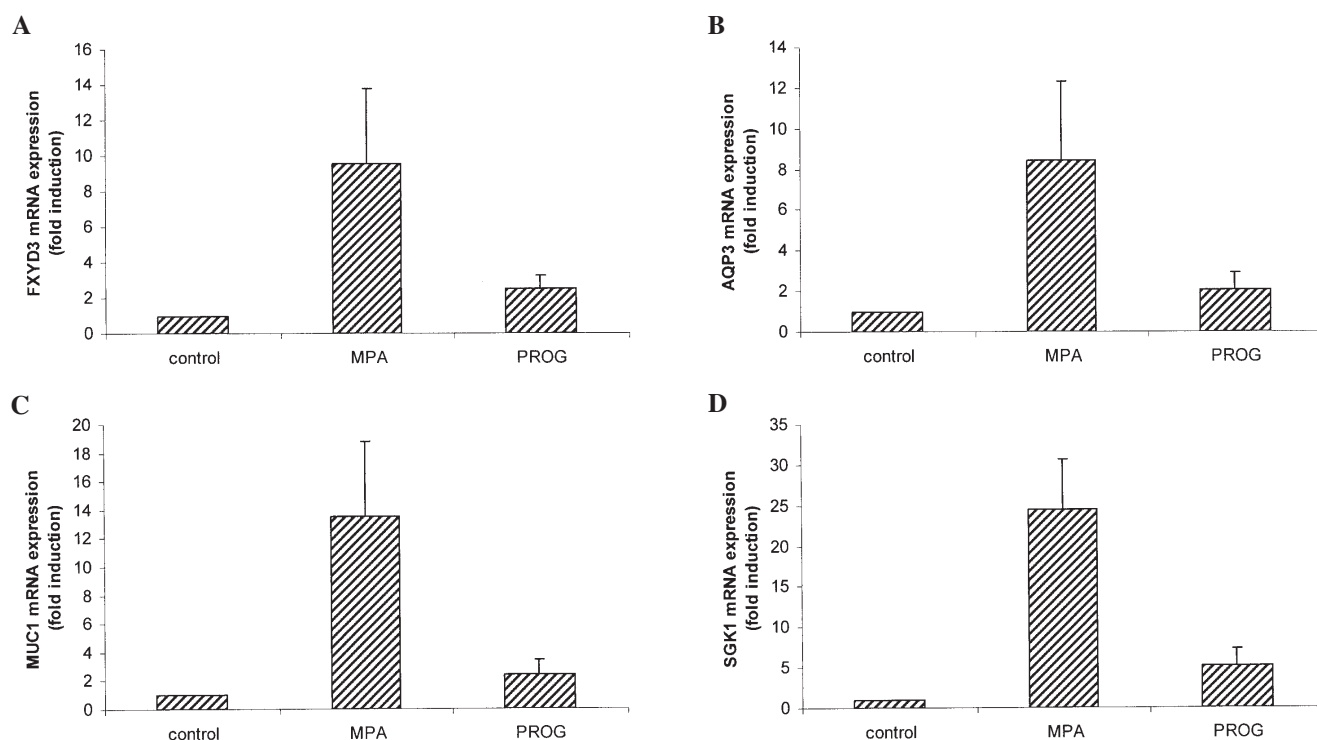 A
FXYD3 mRNA expression
(fold induction)
16
14
12
10
8
6
4
2
0
control MPA PROG
B
AQP3 mRNA expression
(fold induction)
14
12
10
8
6
4
2
0
control MPA PROG
C
MUC1 mRNA expression
(fold induction)
20
18
16
14
12
10
8
6
4
2
0
control MPA PROG
D
SGK1 mRNA expression
(fold induction)
35
30
25
20
15
10
5
0
control MPA PROG